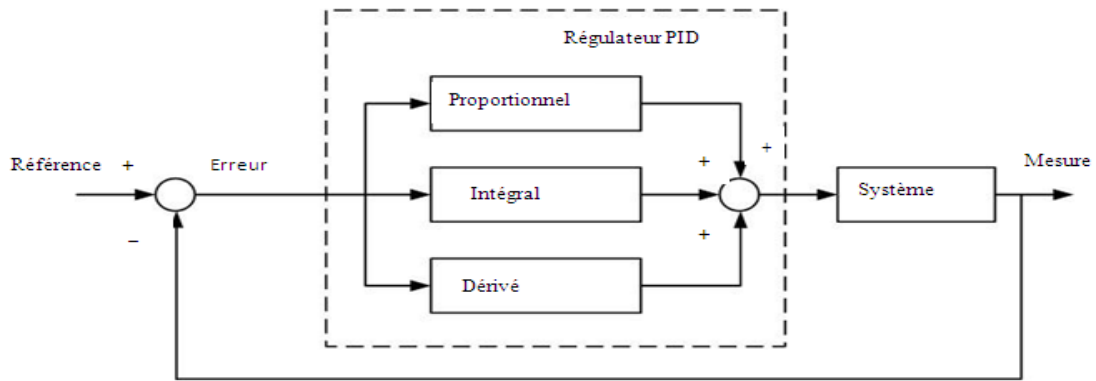 Régulateur PID
Proportionnel
Référence
+
Erreur
+
+
Mesure
Intégral
Système
−
+
Dérivé